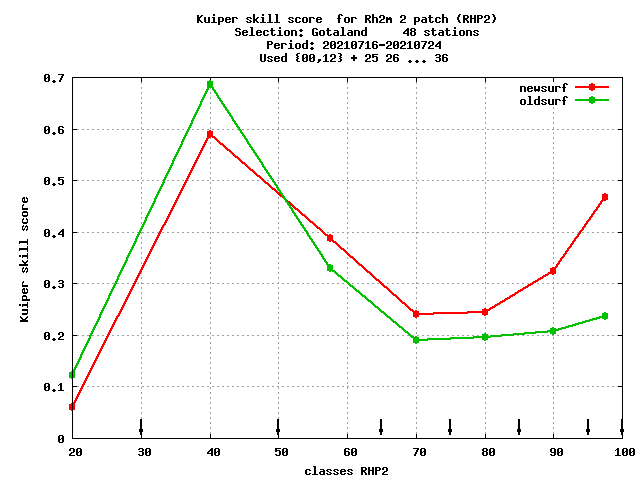 Kuiper skill score  for Rh2m 2 patch (RHP2)
Selection: Gotaland     48 stations
Period: 20210716-20210724
Used {00,12} + 25 26 ... 36
newsurf
oldsurf
Kuiper skill score
0,7
0,6
0,5
0,4
0,3
0,2
0,1
0
20 30 40 50 60 70 80 90 100
classes RHP2